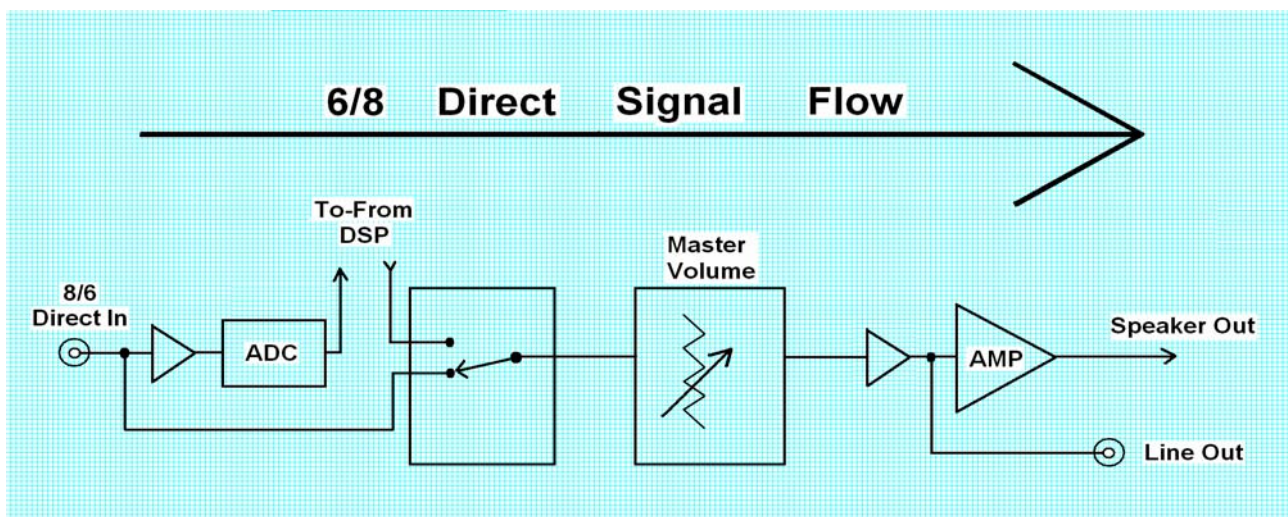 6/8 Direct Signal Flow
To-From
DSP
Master
Volume
8/6
Direct In
ADC
AMP
Speaker Out
Line Out